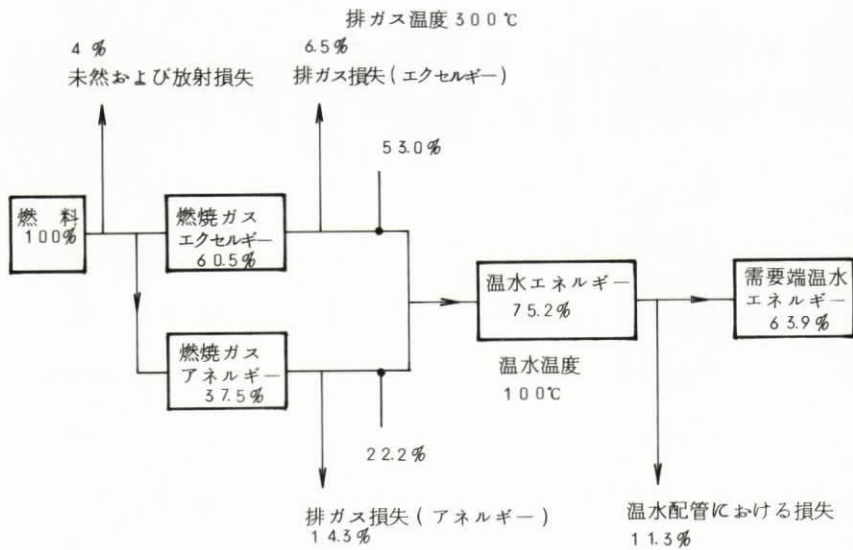 排ガス温度300℃
4%
未然および放射損失
6.5%
排ガス損失(エクセルギー)
53.0%
燃料
100%
燃焼ガス
エクセルギー
60.5%
温水エネルギー
75.2%
需要端温水
エネルギー
63.9%
燃焼ガス
アネルギー
37.5%
温水温度
100℃
22.2%
排ガス損失(アネルギー)
14.3%
温水配管における損失
11.3%